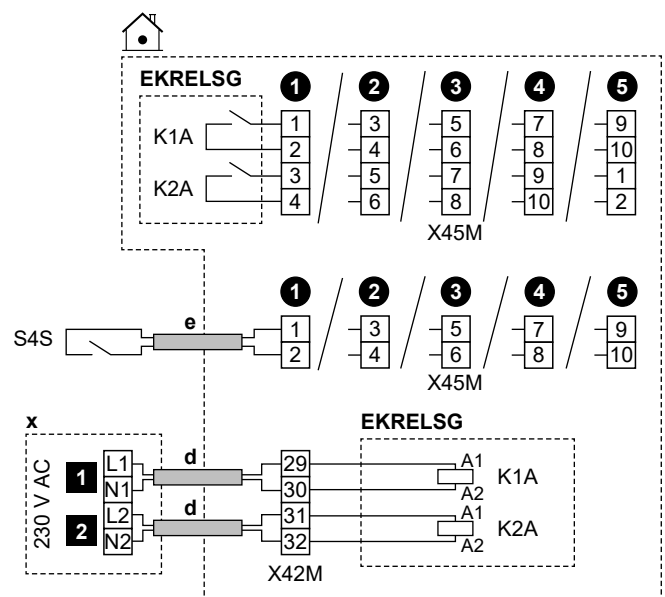 EKRELSG 1 2 3 4 5
K1A 1 3 5 7 9
2 4 6 8 10
K2A 3 5 7 9 1
4 6 8 10 2
X45M
1 2 3 4 5
S4S e 1 3 5 7 9
2 4 6 8 10
X45M
x EKRELSG
230 V AC
1 L1 d 29 A1 K1A
N1 30 A2
2 L2 d 31 A1 K2A
N2 32 A2
X42M